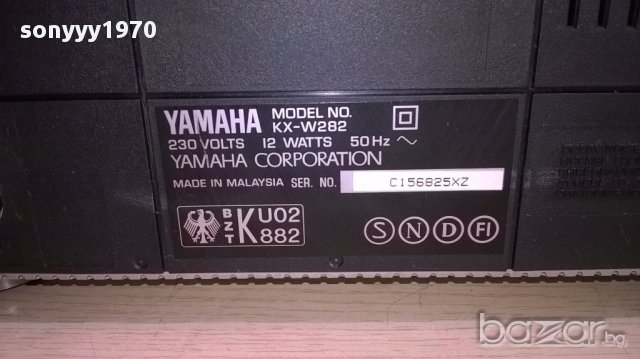 sonyyy1970
YAMAHA MODEL NO. KX-W282
230 VOLTS 12 WATTS 50 Hz
YAMAHA CORPORATION
MADE IN MALAYSIA SER. NO. C156825XZ
BZT K U02 882
S N D FI
bazar.bg